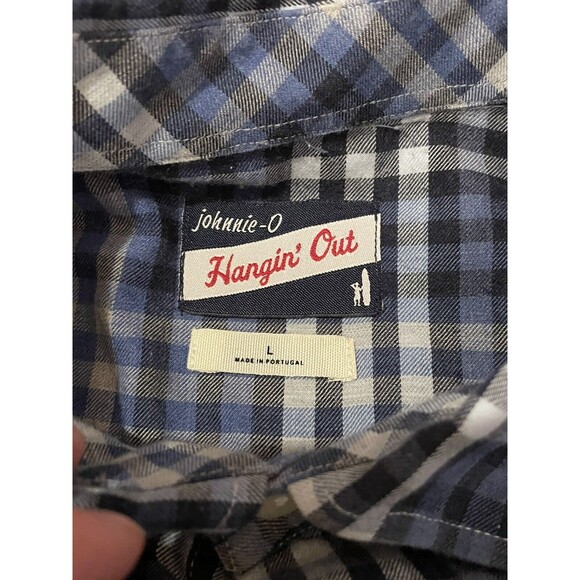 johnnie-O
Hangin' Out
L
MADE IN PORTUGAL